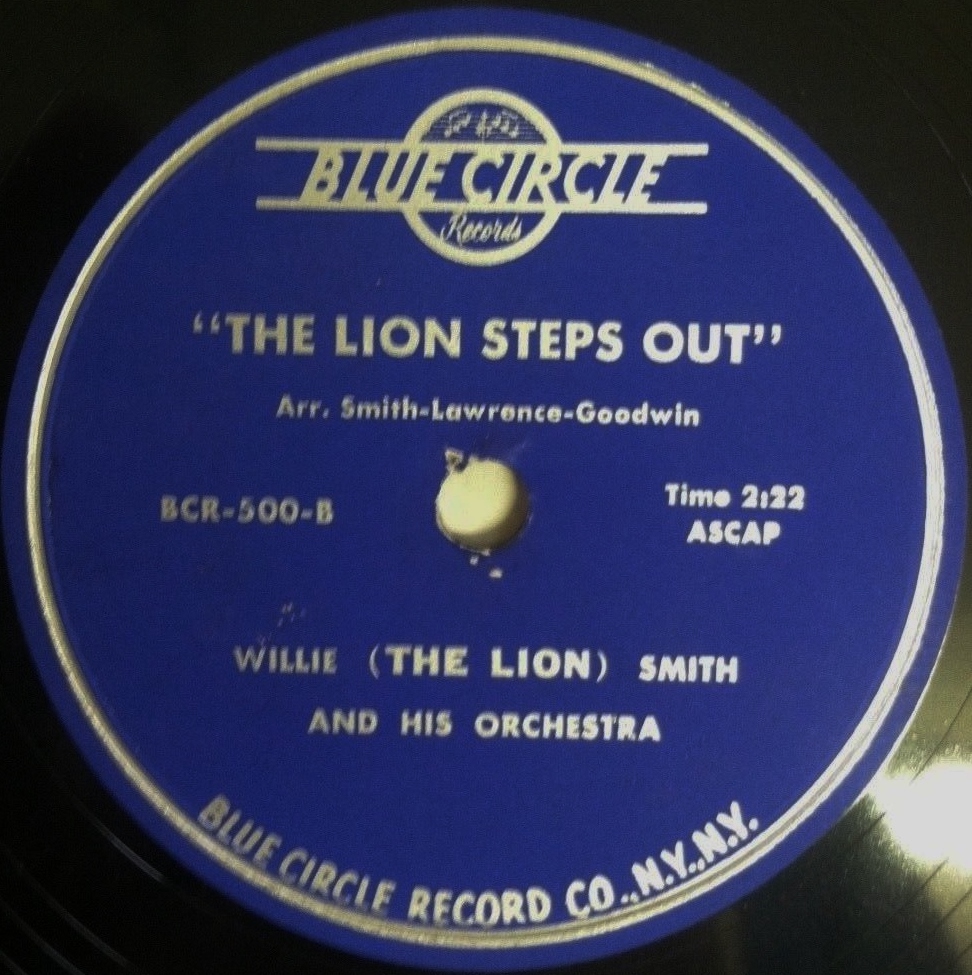 BLUE CIRCLE
Records
“THE LION STEPS OUT”
Arr. Smith-Lawrence-Goodwin
BCR-500-B
Time 2:22
ASCAP
WILLIE (THE LION) SMITH
AND HIS ORCHESTRA
BLUE CIRCLE RECORD CO., N.Y., N.Y.